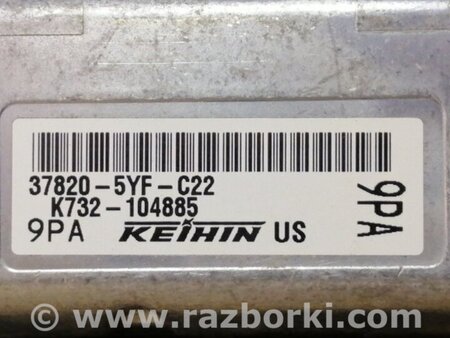 37820-5YF-C22
K732-104885
9PA KEIHIN US
9PA
www.razborki.com